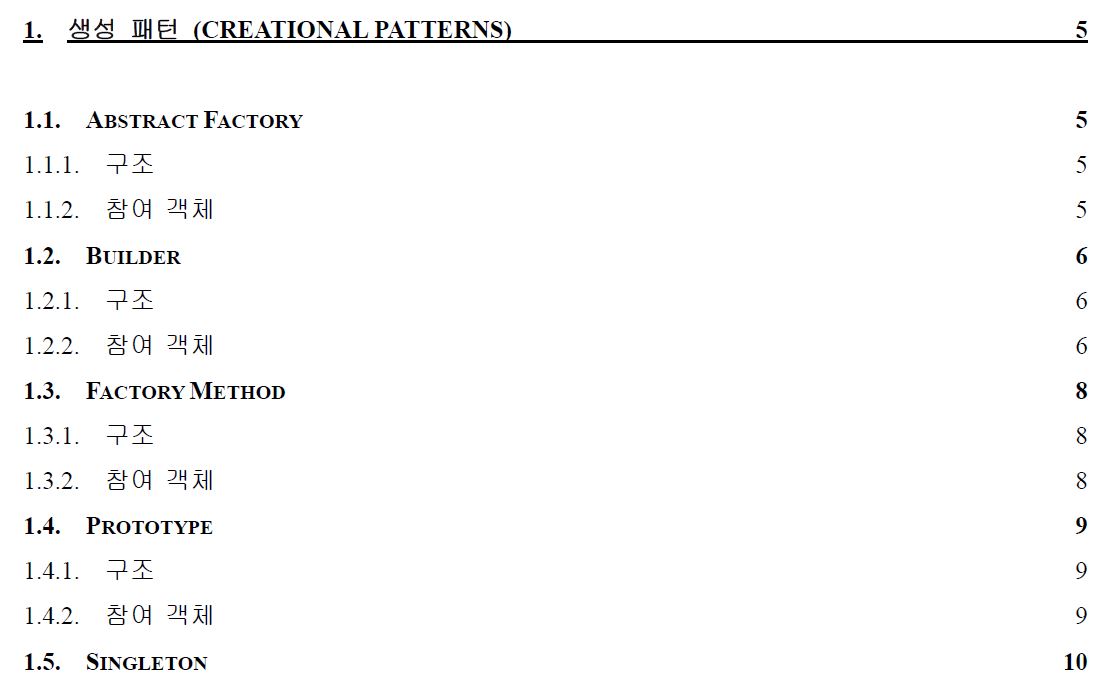 1. 생성 패턴 (CREATIONAL PATTERNS) 5
1.1. ABSTRACT FACTORY 5
1.1.1. 구조 5
1.1.2. 참여 객체 5
1.2. BUILDER 6
1.2.1. 구조 6
1.2.2. 참여 객체 6
1.3. FACTORY METHOD 8
1.3.1. 구조 8
1.3.2. 참여 객체 8
1.4. PROTOTYPE 9
1.4.1. 구조 9
1.4.2. 참여 객체 9
1.5. SINGLETON 10